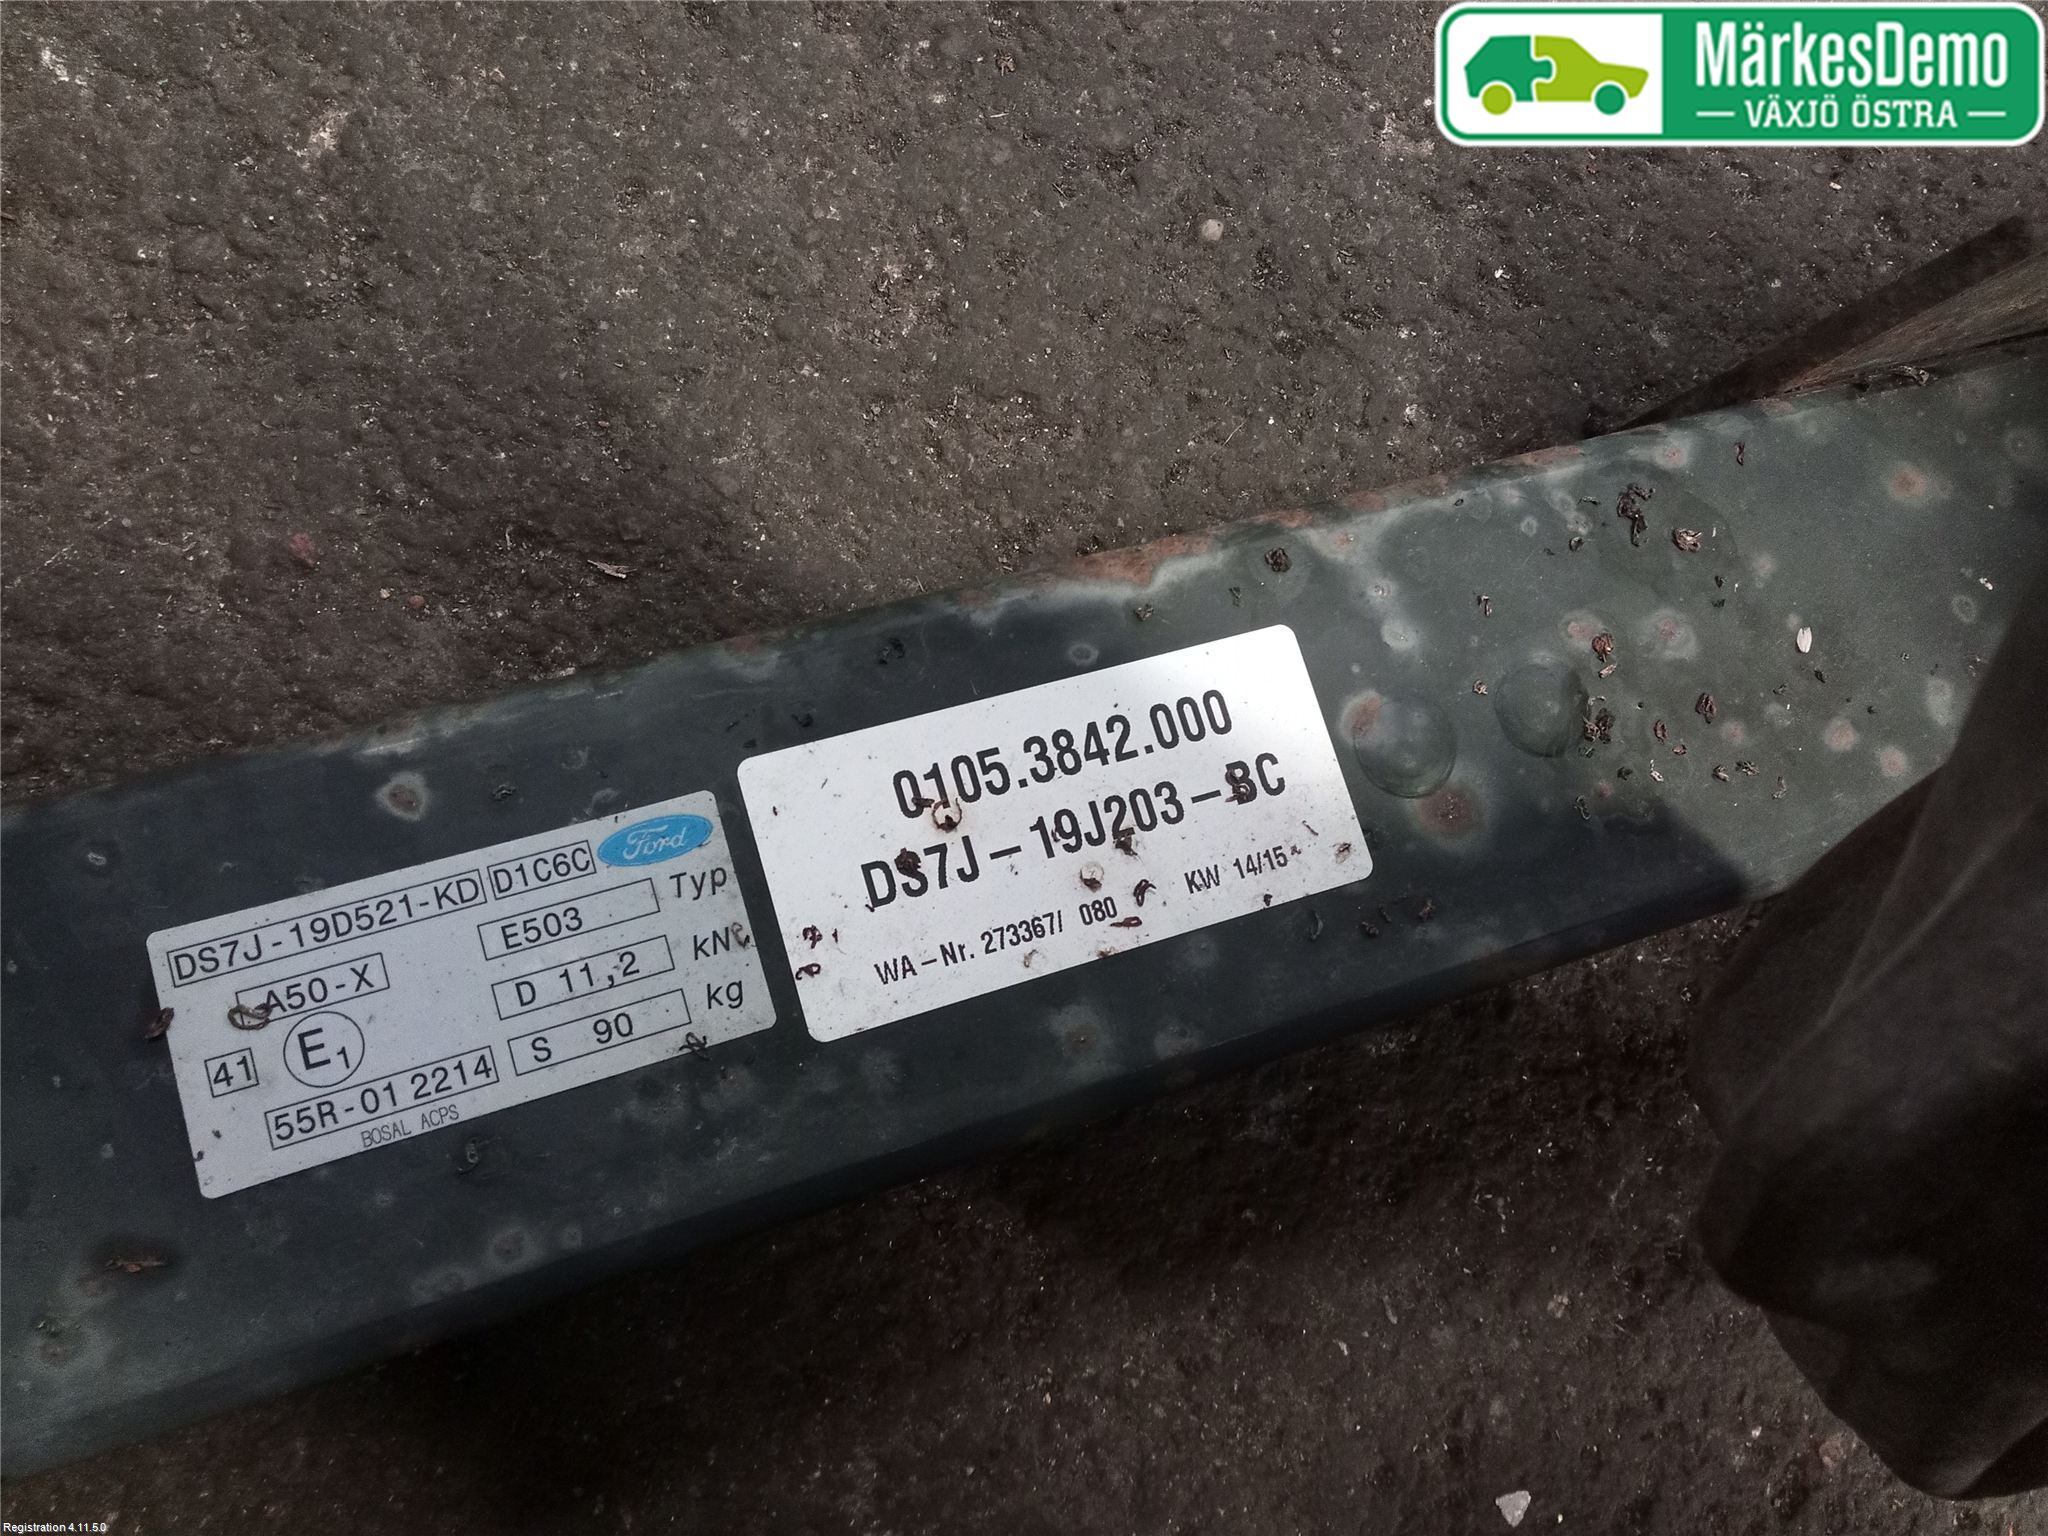 MärkesDemo
VÄXJÖ ÖSTRA
0105.3842.000
DS7J-19J203-BC
WA-Nr. 273367/ 080 KW 14/15
DS7J-19D521-KD D1C6C Ford
A50-X E503 Typ
D 11,2 kN
41 E1 S 90 kg
55R-01 2214
BOSAL ACPS
Registration 4.11.5.0